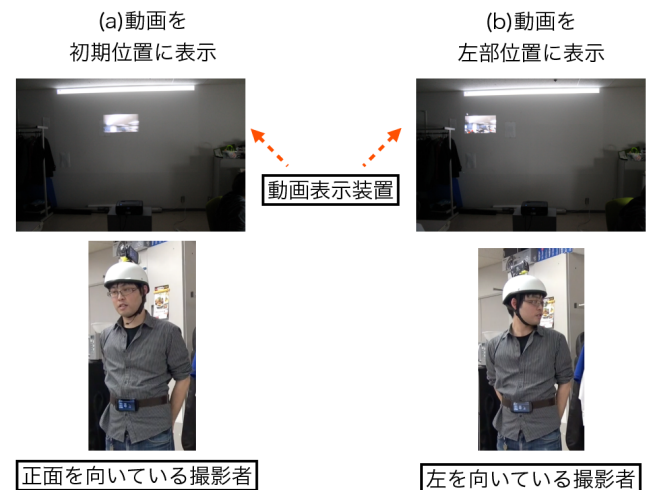 (a)動画を
初期位置に表示
(b)動画を
左部位置に表示
動画表示装置
正面を向いている撮影者
左を向いている撮影者